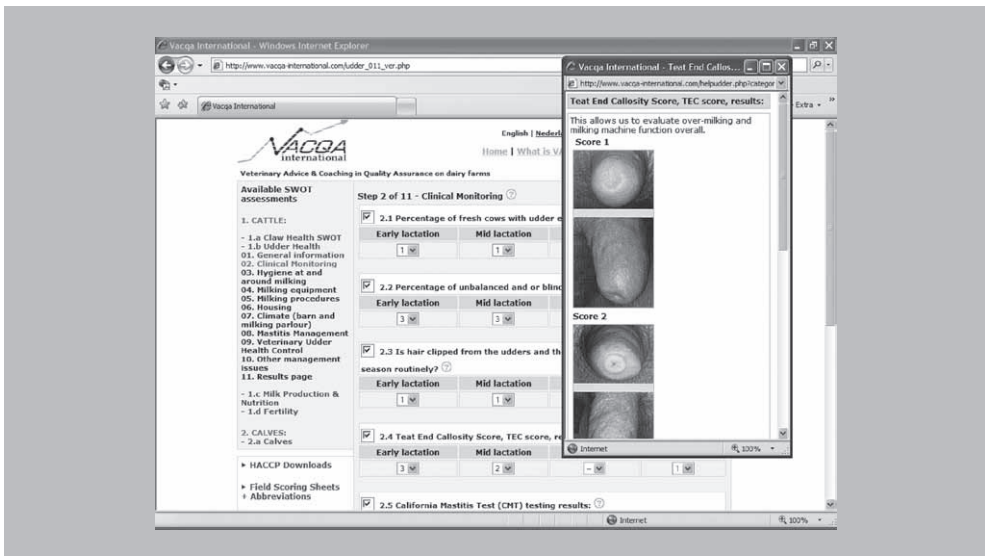 Vacqa International - Windows Internet Explorer
http://www.vacqa-international.com/udder_011_ver.php
Vacqa International
Extra
VACQA
international
English | Nederl
Home | What is VA
Veterinary Advice & Coaching in Quality Assurance on dairy farms
Available SWOT
assessments
1. CATTLE:
- 1.a Claw Health SWOT
- 1.b Udder Health
01. General information
02. Clinical Monitoring
03. Hygiene at and
around milking
04. Milking equipment
05. Milking procedures
06. Housing
07. Climate (barn and
milking parlour)
08. Mastitis Management
09. Veterinary Udder
Health Control
10. Other management
issues
11. Results page
- 1.c Milk Production &
Nutrition
- 1.d Fertility
2. CALVES:
- 2.a Calves
HACCP Downloads
Field Scoring Sheets
+ Abbreviations
Step 2 of 11 - Clinical Monitoring ?
2.1 Percentage of fresh cows with udder e
Early lactation Mid lactation
1 1
2.2 Percentage of unbalanced and or blind
Early lactation Mid lactation
3 3
2.3 Is hair clipped from the udders and th
season routinely? ?
Early lactation Mid lactation
1 1
2.4 Teat End Callosity Score, TEC score, re
Early lactation Mid lactation
3 2 - 1
2.5 California Mastitis Test (CMT) testing results: ?
Internet 100%
Vacqa International - Teat End Callos...
http://www.vacqa-international.com/helpudder.php?categor
Teat End Callosity Score, TEC score, results:
This allows us to evaluate over-milking and
milking machine function overall.
Score 1
Score 2
Internet 100%